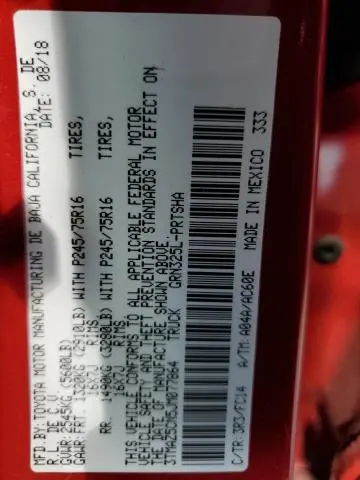 MFD.BY: TOYOTA MOTOR MANUFACTURING DE BAJA CALIFORNIA S. DE
R.L. DE C.V. DATE: 08/18
GVWR: 2545KG (5600LB)
GAWR:FRT. 1320KG (2910LB) WITH P245/75R16 TIRES,
16X7J RIMS
RR. 1490KG (3280LB) WITH P245/75R16 TIRES,
16X7J RIMS
THIS VEHICLE CONFORMS TO ALL APPLICABLE FEDERAL MOTOR
VEHICLE SAFETY AND THEFT PREVENTION STANDARDS IN EFFECT ON
THE DATE OF MANUFACTURE SHOWN ABOVE.
3TMAZ5CN5JM077864 TRUCK GRN325L-PRTSHA
C/TR: 3R3/FC14 A/TM: A04A/AC60E MADE IN MEXICO 333